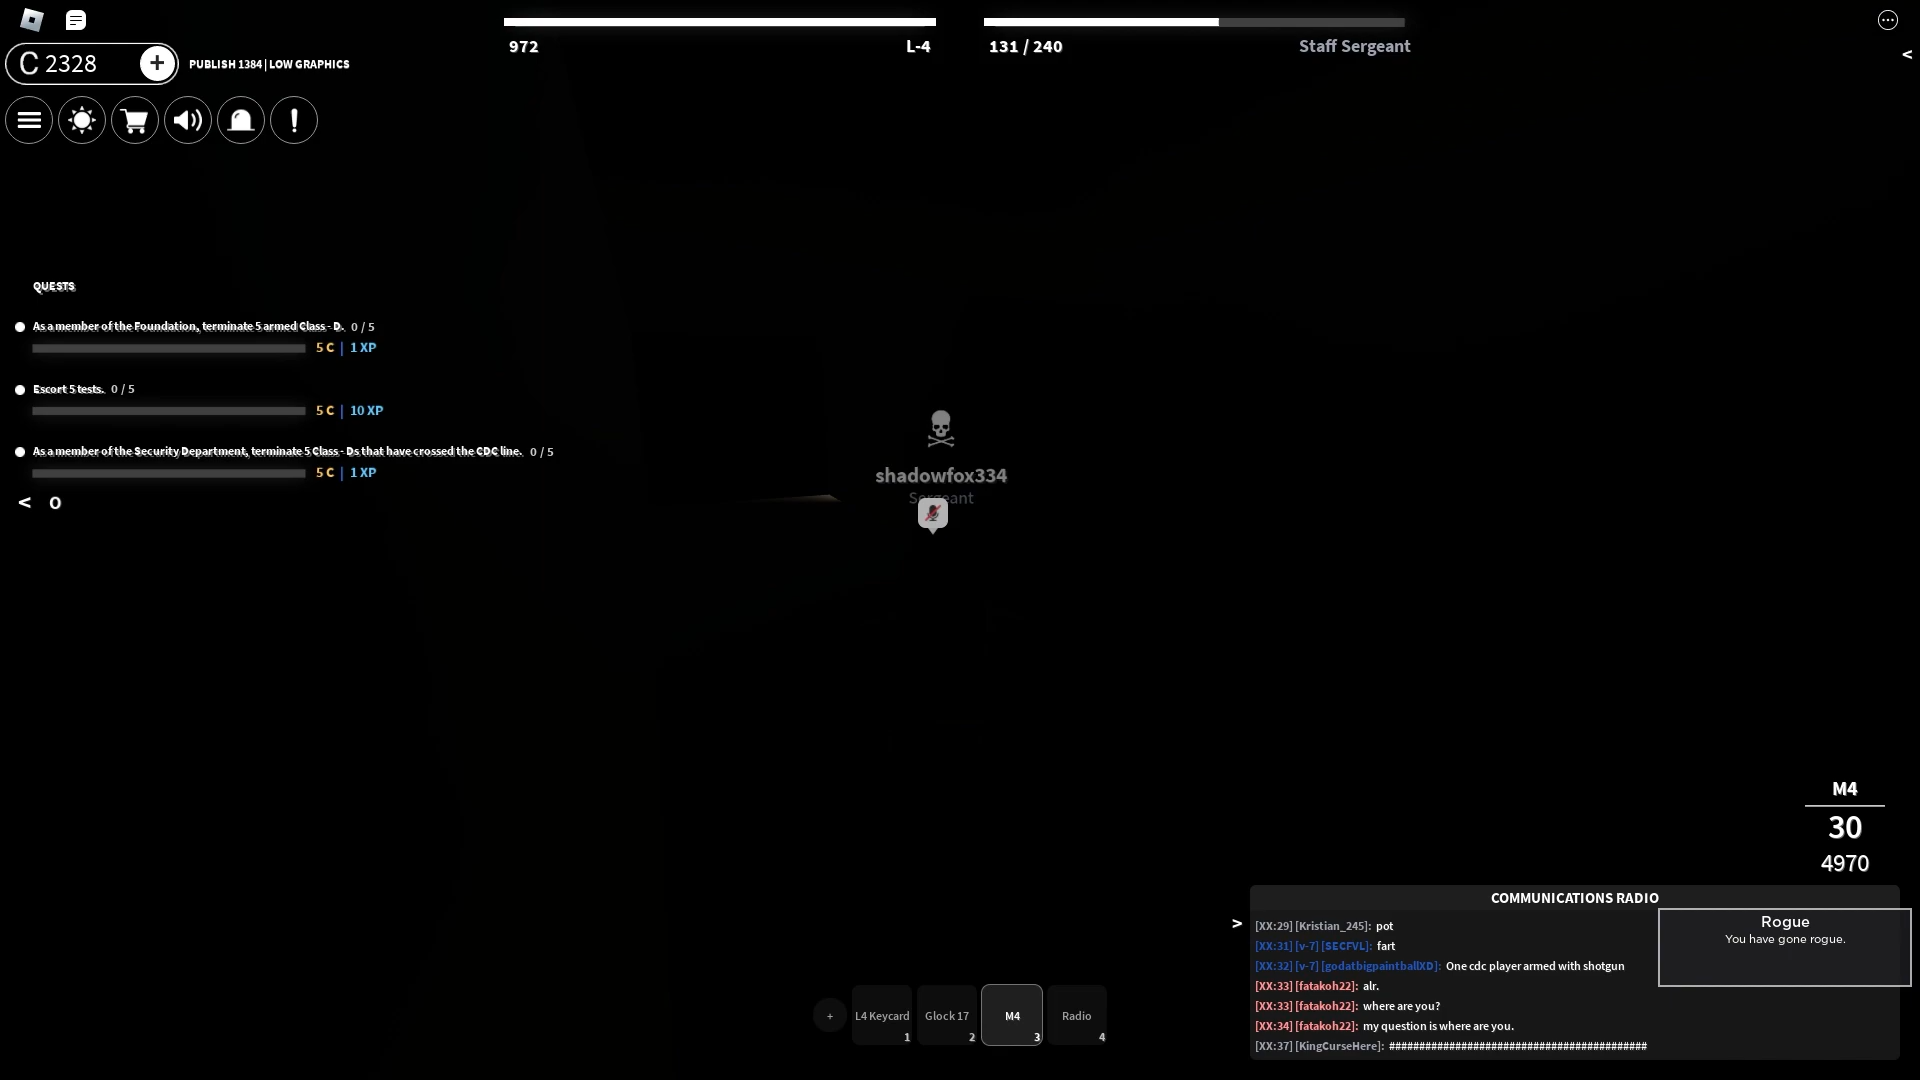 C 2328 +
PUBLISH 1384 | LOW GRAPHICS
972
L-4
131 / 240
Staff Sergeant
<
QUESTS
As a member of the Foundation, terminate 5 armed Class - D. 0 / 5
5 C | 1 XP
Escort 5 tests. 0 / 5
5 C | 10 XP
As a member of the Security Department, terminate 5 Class - Ds that have crossed the CDC line. 0 / 5
5 C | 1 XP
< O
shadowfox334
Sergeant
M4
30
4970
COMMUNICATIONS RADIO
>
[XX:29] [Kristian_245]: pot
[XX:31] [v-7] [SECFVL]: fart
[XX:32] [v-7] [godatbigpaintballXD]: One cdc player armed with shotgun
[XX:33] [fatakoh22]: alr.
[XX:33] [fatakoh22]: where are you?
[XX:34] [fatakoh22]: my question is where are you.
[XX:37] [KingCurseHere]: ###########################################
Rogue
You have gone rogue.
+
L4 Keycard
1
Glock 17
2
M4
3
Radio
4